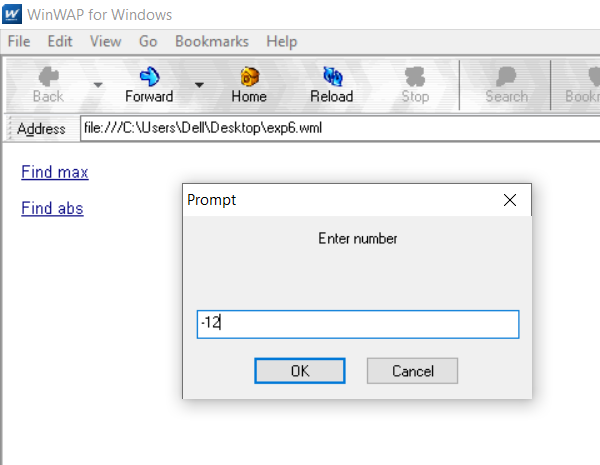 WinWAP for Windows
File Edit View Go Bookmarks Help
Back Forward Home Reload Stop Search
Address file:///C:\Users\Dell\Desktop\exp6.wml
Find max
Find abs
Prompt
Enter number
-12
OK Cancel